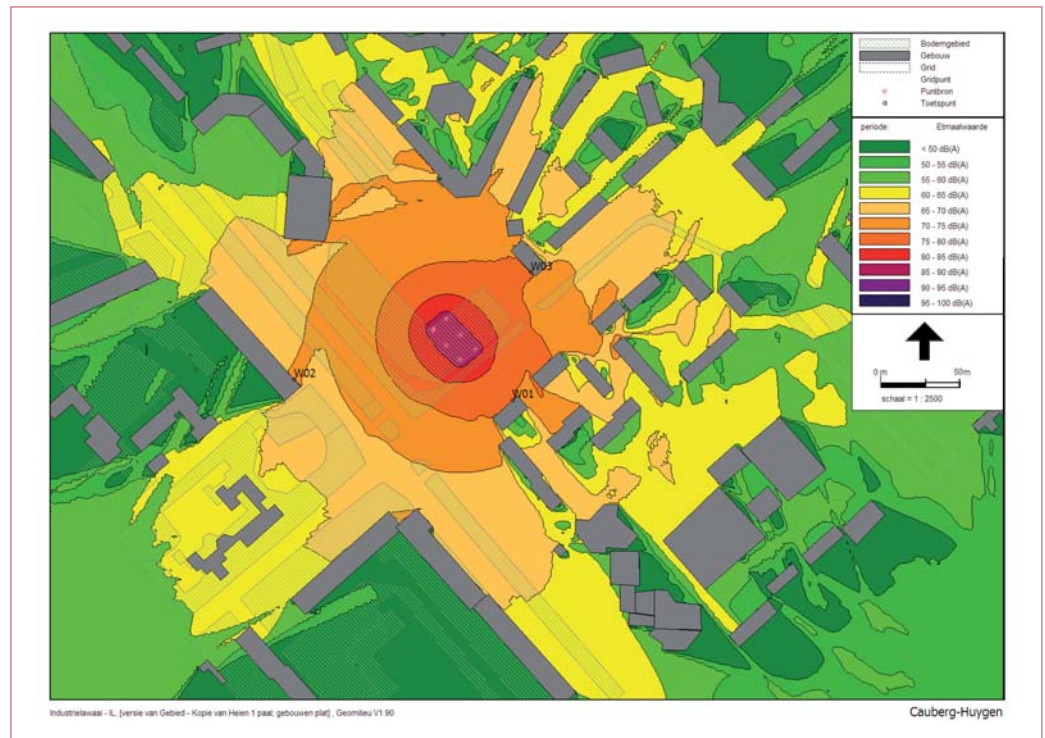 Bodemgebied
Gebouw
Grid
Gridpunt
Puntbron
Toetspunt
periode: Etmaalwaarde
< 50 dB(A)
50 - 55 dB(A)
55 - 60 dB(A)
60 - 65 dB(A)
65 - 70 dB(A)
70 - 75 dB(A)
75 - 80 dB(A)
80 - 85 dB(A)
85 - 90 dB(A)
90 - 95 dB(A)
95 - 100 dB(A)
0 m 50m
schaal = 1 : 2500
W03
W02
W01
Industrielawaai - IL, [versie van Gebied - Kopie van Heien 1 paal; gebouwen plat] , Geomilieu V1.90
Cauberg-Huygen